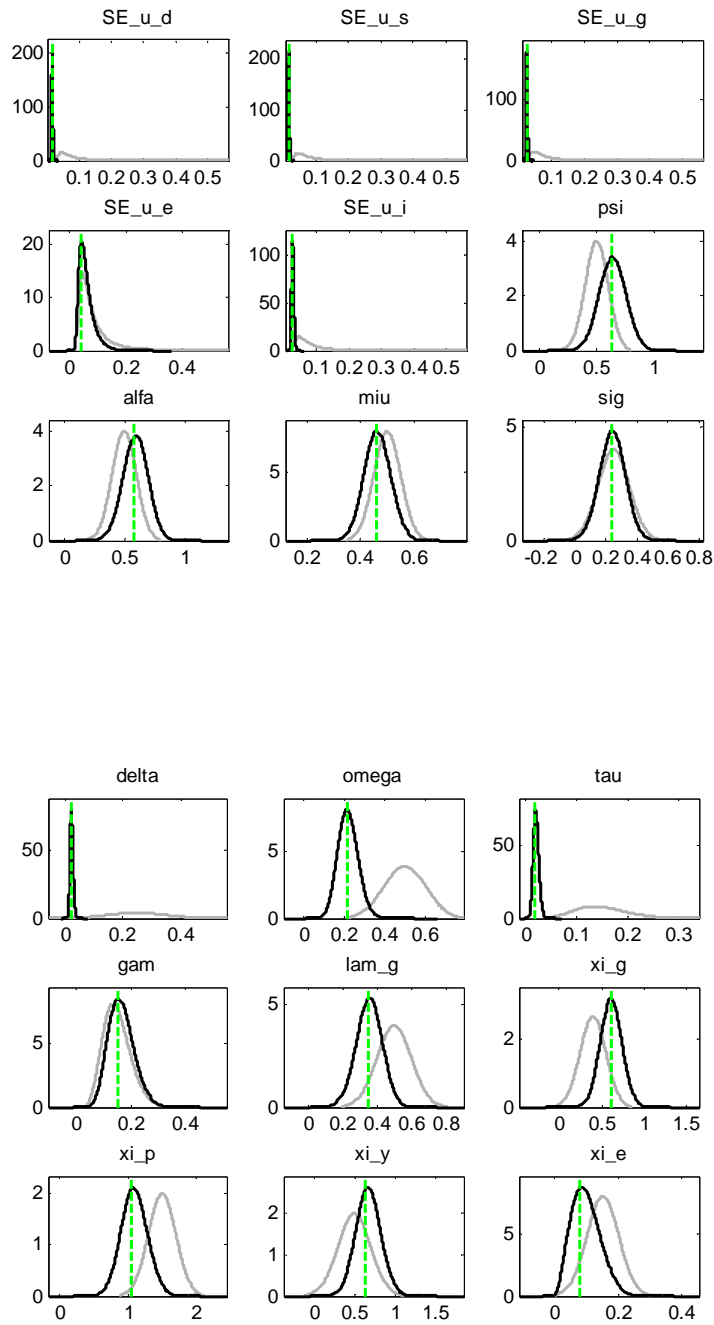 SE_u_d SE_u_s SE_u_g
200 200
100 100 100
0 0 0
0.1 0.2 0.3 0.4 0.5 0.1 0.2 0.3 0.4 0.5 0.1 0.2 0.3 0.4 0.5
SE_u_e SE_u_i psi
20 100 4
10 50 2
0 0 0
0 0.2 0.4 0.1 0.2 0.3 0.4 0.5 0 0.5 1
alfa miu sig
4 5
2 5
0 0 0
0 0.5 1 0.2 0.4 0.6 -0.2 0 0.2 0.4 0.6 0.8
delta omega tau
50 5 50
0 0 0
0 0.2 0.4 0 0.2 0.4 0.6 0 0.1 0.2 0.3
gam lam_g xi_g
5 5 2
0 0 0
0 0.2 0.4 0 0.2 0.4 0.6 0.8 0 0.5 1 1.5
xi_p xi_y xi_e
2 2 5
1 1
0 0 0
0 1 2 0 0.5 1 1.5 0 0.2 0.4